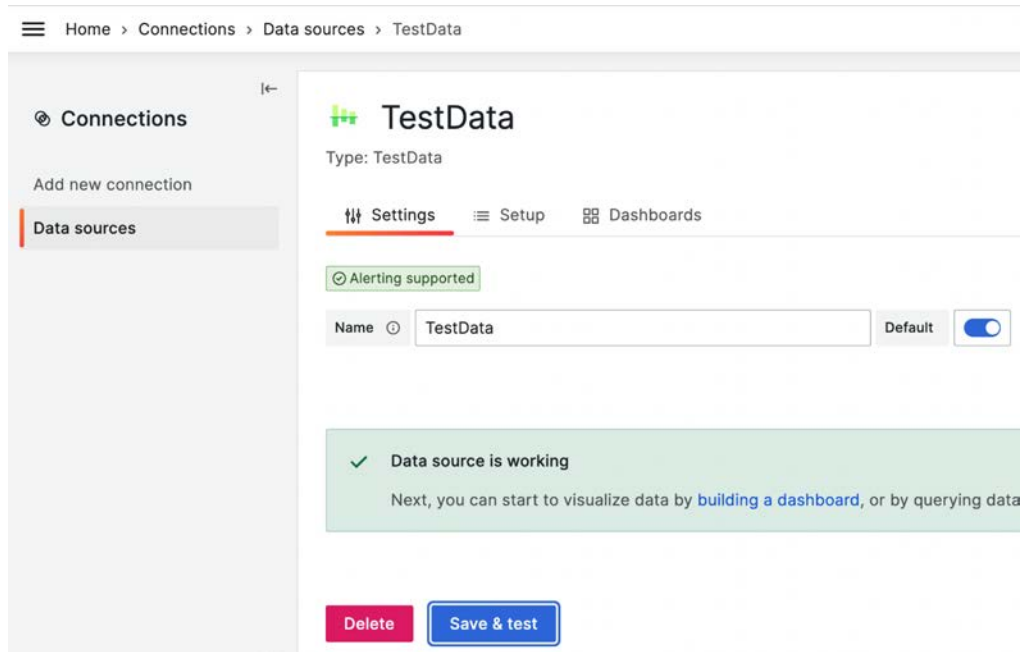 Home › Connections › Data sources › TestData
Connections
Add new connection
Data sources
TestData
Type: TestData
Settings Setup Dashboards
Alerting supported
Name TestData Default
Data source is working
Next, you can start to visualize data by building a dashboard, or by querying data
Delete Save & test